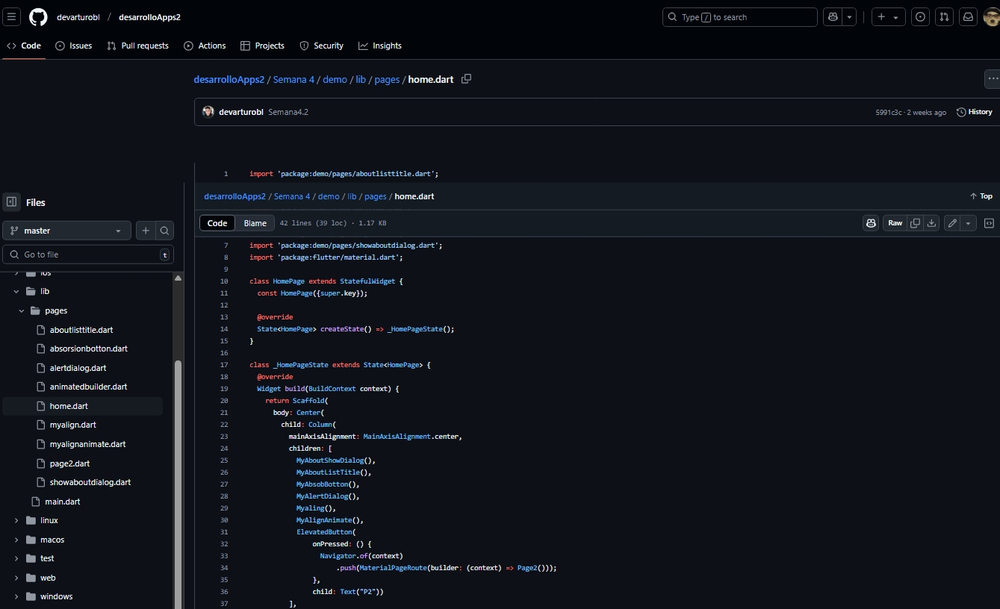 devarturobl / desarrolloApps2
Type / to search
Code
Issues
Pull requests
Actions
Projects
Security
Insights
desarrolloApps2 / Semana 4 / demo / lib / pages / home.dart
devarturobl Semana4.2
5991c3c · 2 weeks ago
History
1 import 'package:demo/pages/aboutlisttitle.dart';
Files
master
Go to file
t
lib
pages
aboutlisttitle.dart
absorsionbotton.dart
alertdialog.dart
animatedbuilder.dart
home.dart
myalign.dart
myalignanimate.dart
page2.dart
showaboutdialog.dart
main.dart
linux
macos
test
web
windows
desarrolloApps2 / Semana 4 / demo / lib / pages / home.dart
Top
Code
Blame
42 lines (39 loc) · 1.17 KB
Raw
7 import 'package:demo/pages/showaboutdialog.dart';
8 import 'package:flutter/material.dart';
9
10 class HomePage extends StatefulWidget {
11 const HomePage({super.key});
12
13 @override
14 State<HomePage> createState() => _HomePageState();
15 }
16
17 class _HomePageState extends State<HomePage> {
18 @override
19 Widget build(BuildContext context) {
20 return Scaffold(
21 body: Center(
22 child: Column(
23 mainAxisAlignment: MainAxisAlignment.center,
24 children: [
25 MyAboutShowDialog(),
26 MyAboutListTitle(),
27 MyAbsobBotton(),
28 MyAlertDialog(),
29 Myaling(),
30 MyAlignAnimate(),
31 ElevatedButton(
32 onPressed: () {
33 Navigator.of(context)
34 .push(MaterialPageRoute(builder: (context) => Page2()));
35 },
36 child: Text("P2"))
37 ],